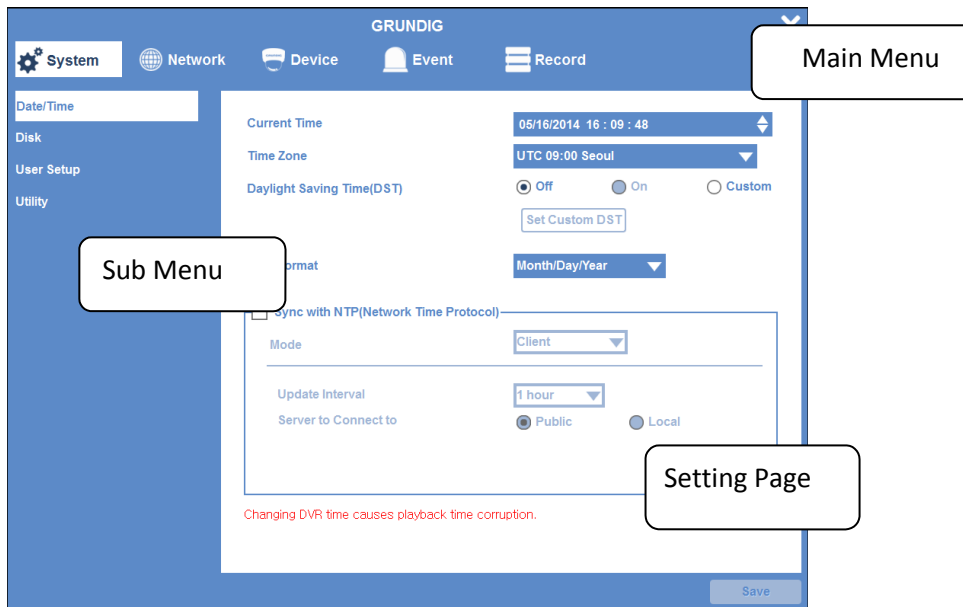 GRUNDIG
System Network Device Event Record
Main Menu
Date/Time
Disk
User Setup
Utility
Current Time 05/16/2014 16 : 09 : 48
Time Zone UTC 09:00 Seoul
Daylight Saving Time(DST) Off On Custom
Set Custom DST
Sub Menu
ormat Month/Day/Year
Sync with NTP(Network Time Protocol)
Mode Client
Update Interval 1 hour
Server to Connect to Public Local
Setting Page
Changing DVR time causes playback time corruption.
Save